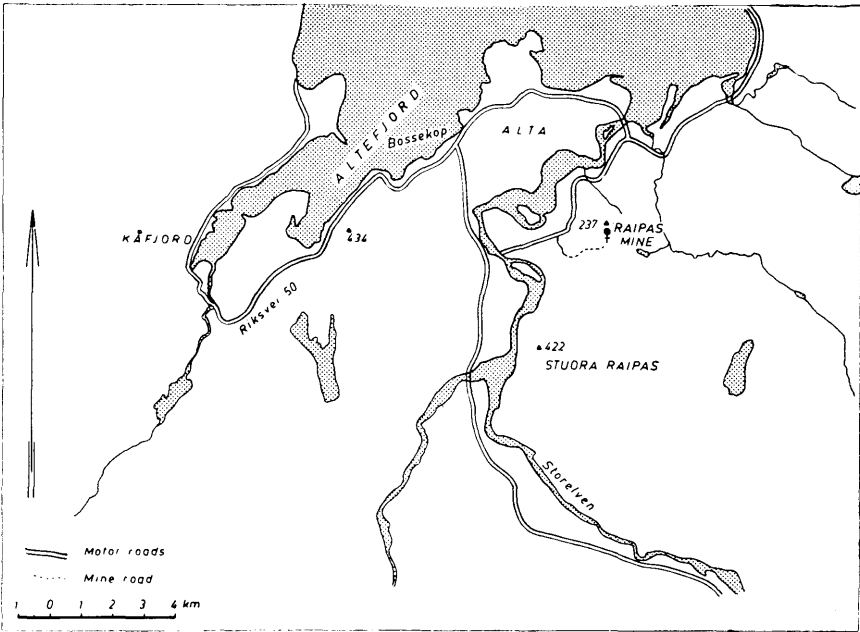 ALTEFJORD
Bossekop
ALTA
KÅFJORD
434
237
RAIPAS
MINE
Riksvei 50
422
STUORA RAIPAS
Storelven
Motor roads
Mine road
1 0 1 2 3 4 km